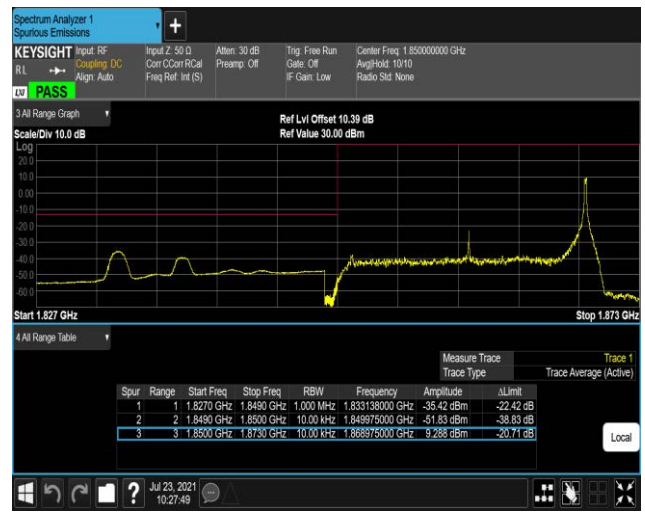 Spectrum Analyzer 1
Spurious Emissions
+
KEYSIGHT Input: RF Input Z: 50 Ω Atten: 30 dB Trig: Free Run Center Freq: 1.850000000 GHz
R L Coupling: DC Corr CCorr RCal Preamp: Off Gate: Off Avg|Hold: 10/10
Align: Auto Freq Ref: Int (S) IF Gain: Low Radio Std: None
LXI PASS
3 All Range Graph
Ref Lvl Offset 10.39 dB
Scale/Div 10.0 dB Ref Value 30.00 dBm
Log
20.0
10.0
0.00
-10.0
-20.0
-30.0
-40.0
-50.0
-60.0
Start 1.827 GHz Stop 1.873 GHz
4 All Range Table
Measure Trace Trace 1
Trace Type Trace Average (Active)
Spur Range Start Freq Stop Freq RBW Frequency Amplitude ΔLimit
1 1 1.8270 GHz 1.8490 GHz 1.000 MHz 1.833138000 GHz -35.42 dBm -22.42 dB
2 2 1.8490 GHz 1.8500 GHz 10.00 kHz 1.849975000 GHz -51.83 dBm -38.83 dB
3 3 1.8500 GHz 1.8730 GHz 10.00 kHz 1.868975000 GHz 9.288 dBm -20.71 dB
Local
? Jul 23, 2021
10:27:49